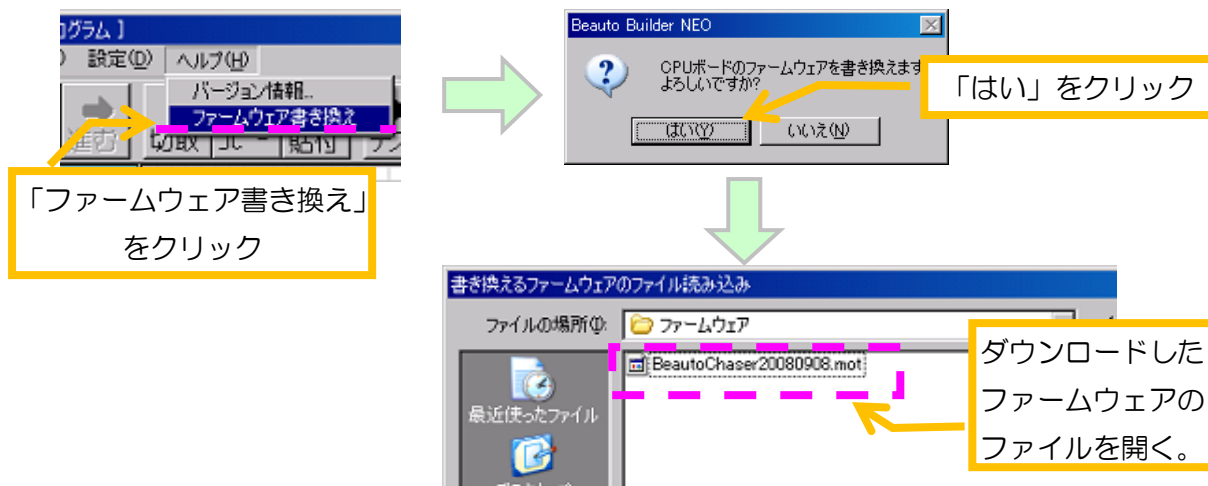 ログラム ]
設定(D) ヘルプ(H)
バージョン情報...
ファームウェア書き換え
進む 切取 コピー 貼付
「ファームウェア書き換え」
をクリック
Beauto Builder NEO
CPUボードのファームウェアを書き換えます
よろしいですか?
はい(Y) いいえ(N)
「はい」をクリック
書き換えるファームウェアのファイル読み込み
ファイルの場所(I): ファームウェア
BeautoChaser20080908.mot
最近使ったファイル
ダウンロードした
ファームウェアの
ファイルを開く。